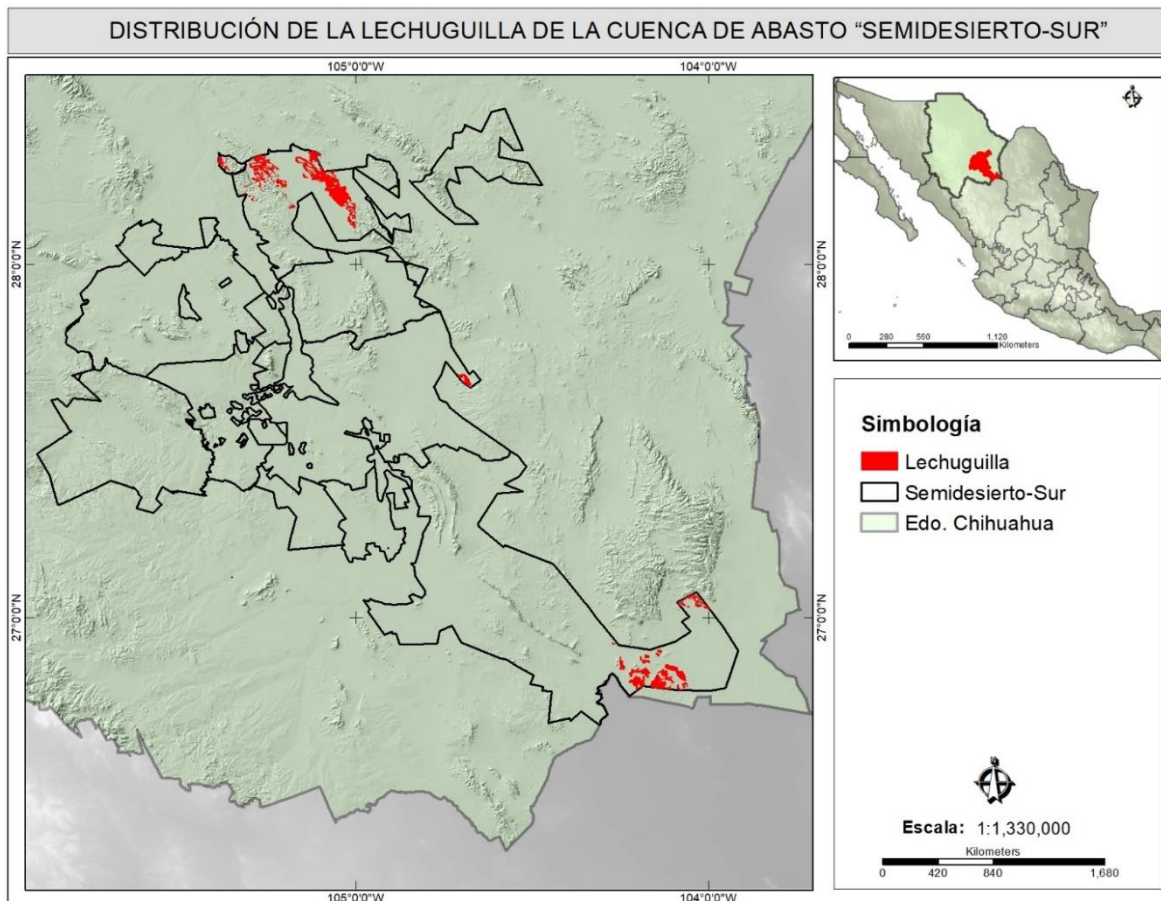 DISTRIBUCIÓN DE LA LECHUGUILLA DE LA CUENCA DE ABASTO “SEMIDESIERTO-SUR”
105°0'0"W 104°0'0"W
28°0'0"N 28°0'0"N
27°0'0"N 27°0'0"N
105°0'0"W 104°0'0"W
0 280 560 1,120
Kilometers
Simbología
Lechuguilla
Semidesierto-Sur
Edo. Chihuahua
Escala: 1:1,330,000
Kilometers
0 420 840 1,680